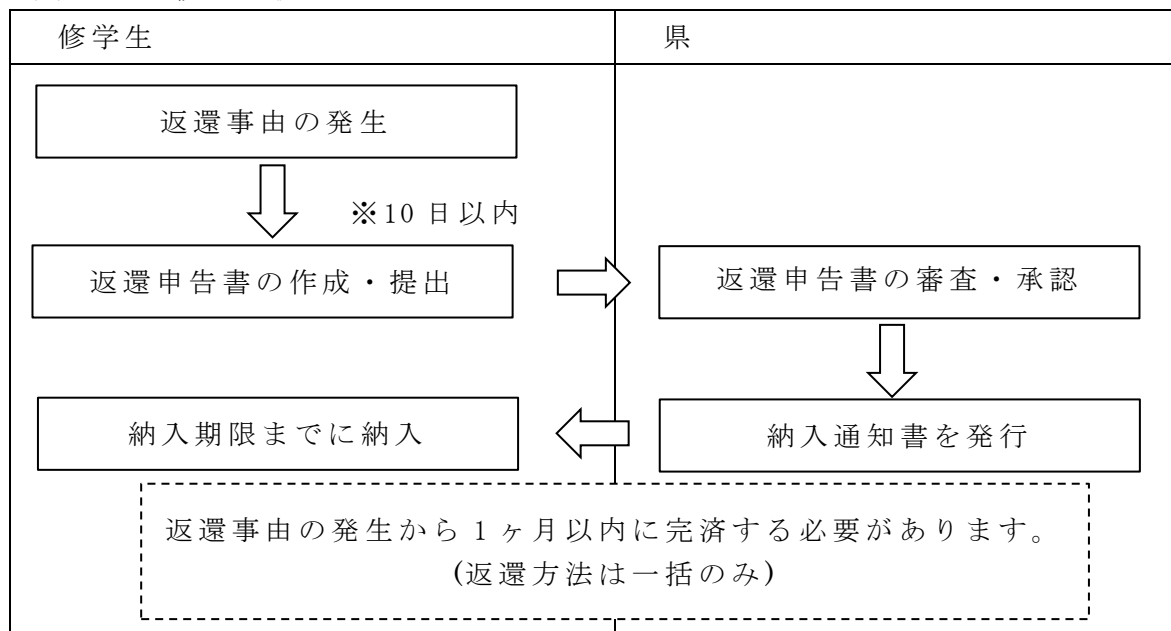 修学生
県
返還事由の発生
※10日以内
返還申告書の作成・提出
返還申告書の審査・承認
納入期限までに納入
納入通知書を発行
返還事由の発生から1ヶ月以内に完済する必要があります。
(返還方法は一括のみ)